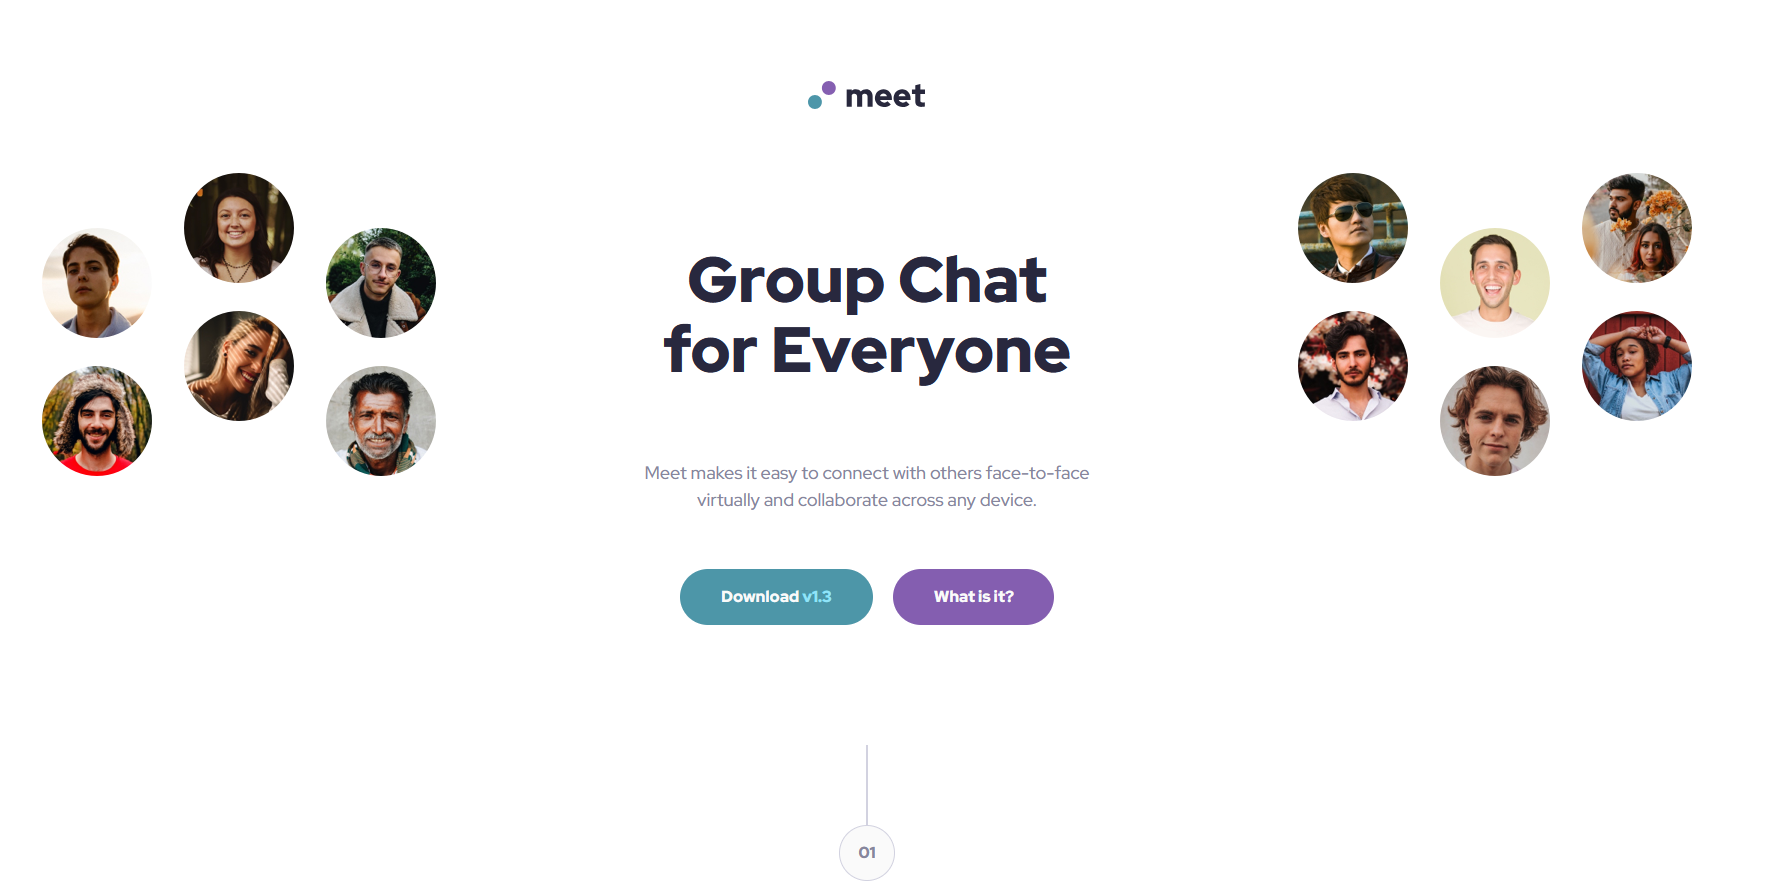 meet
Group Chat
for Everyone
Meet makes it easy to connect with others face-to-face
virtually and collaborate across any device.
Download v1.3
What is it?
01